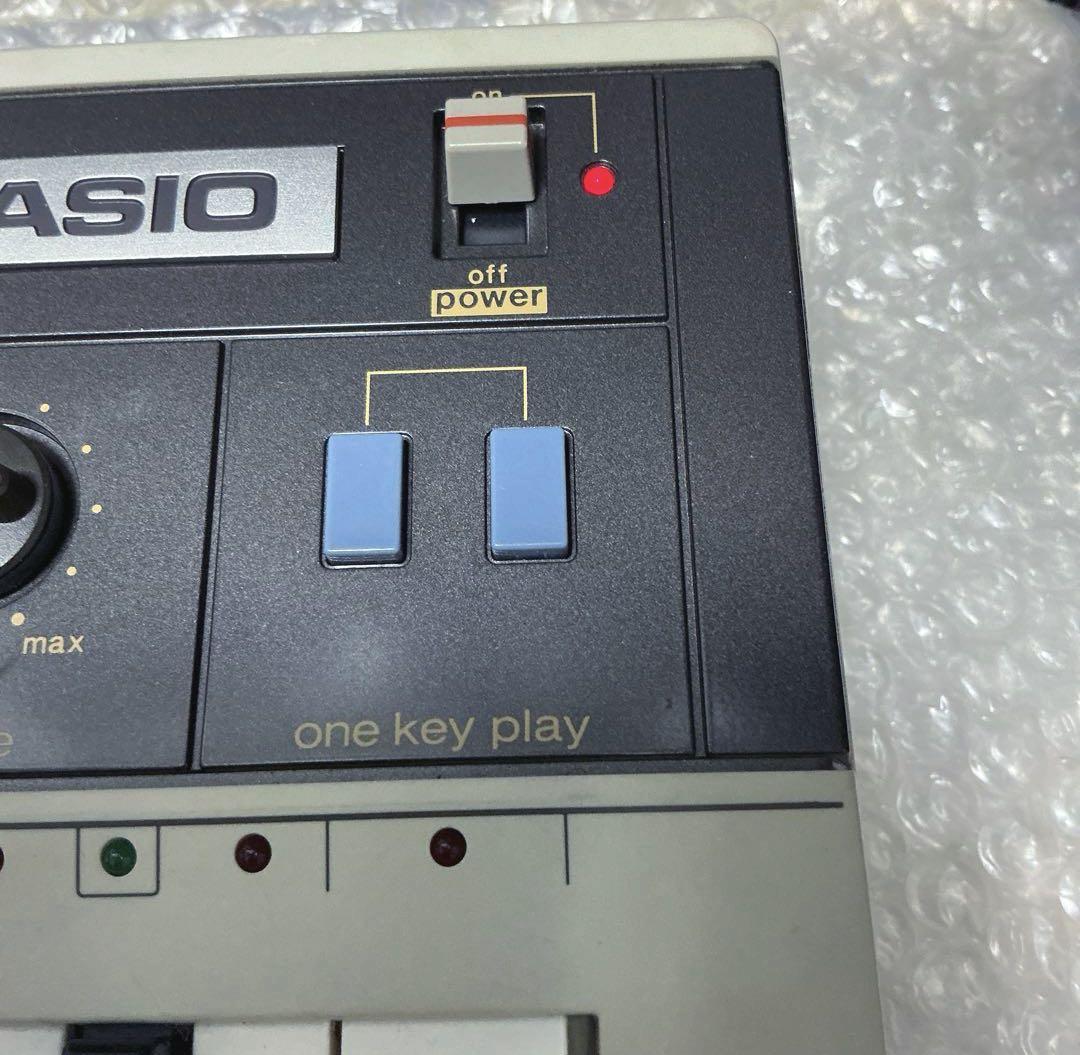 on
ASIO
off
power
max
e
one key play